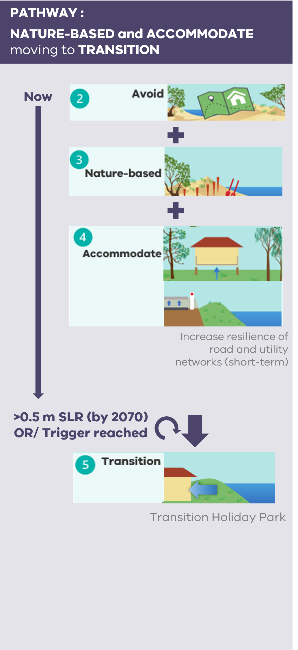 PATHWAY :
NATURE-BASED and ACCOMMODATE
moving to TRANSITION
Now
2
Avoid
3
Nature-based
4
Accommodate
Increase resilience of
road and utility
networks (short-term)
>0.5 m SLR (by 2070)
OR/ Trigger reached
5
Transition
Transition Holiday Park